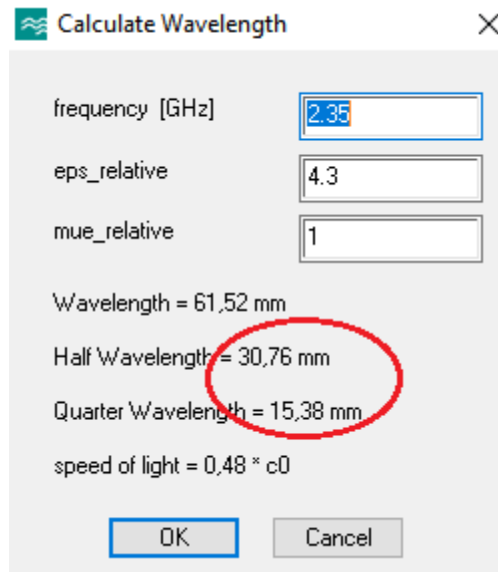 Calculate Wavelength
frequency [GHz] 2.35
eps_relative 4.3
mue_relative 1
Wavelength = 61,52 mm
Half Wavelength = 30,76 mm
Quarter Wavelength = 15,38 mm
speed of light = 0,48 * c0
OK Cancel